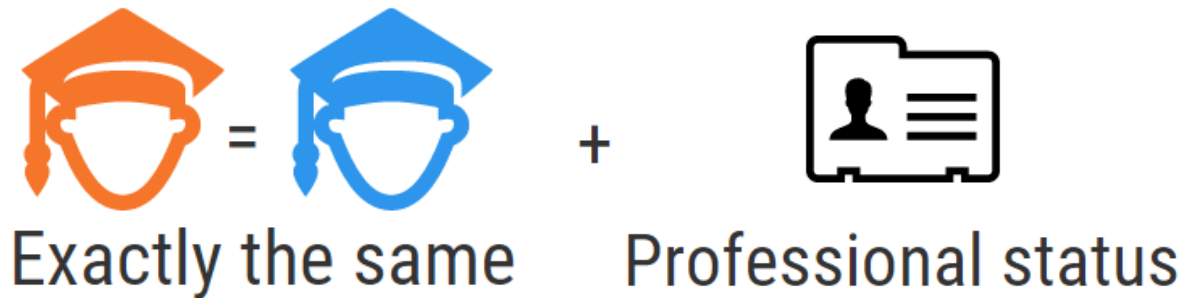 = +
Exactly the same Professional status